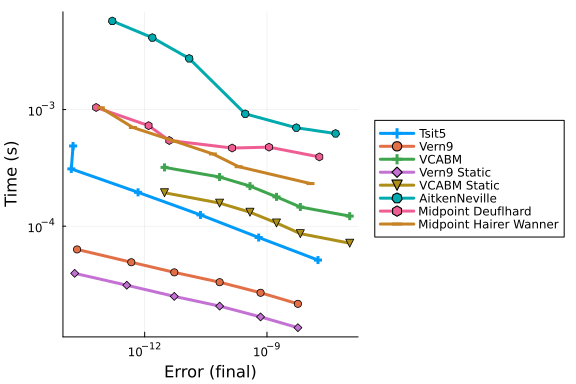 10⁻³
10⁻⁴
Time (s)
10⁻¹² 10⁻⁹
Error (final)
Tsit5
Vern9
VCABM
Vern9 Static
VCABM Static
AitkenNeville
Midpoint Deuflhard
Midpoint Hairer Wanner